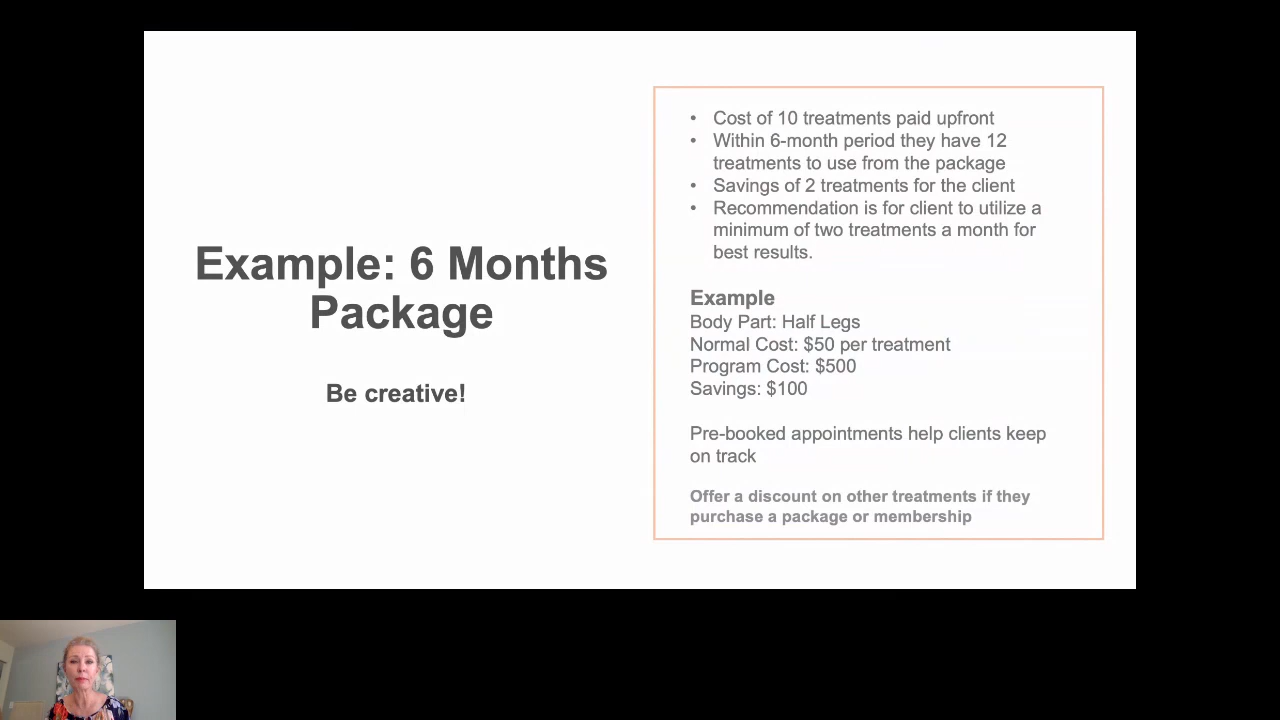 Example: 6 Months
Package
Be creative!
• Cost of 10 treatments paid upfront
• Within 6-month period they have 12
treatments to use from the package
• Savings of 2 treatments for the client
• Recommendation is for client to utilize a
minimum of two treatments a month for
best results.
Example
Body Part: Half Legs
Normal Cost: $50 per treatment
Program Cost: $500
Savings: $100
Pre-booked appointments help clients keep
on track
Offer a discount on other treatments if they
purchase a package or membership